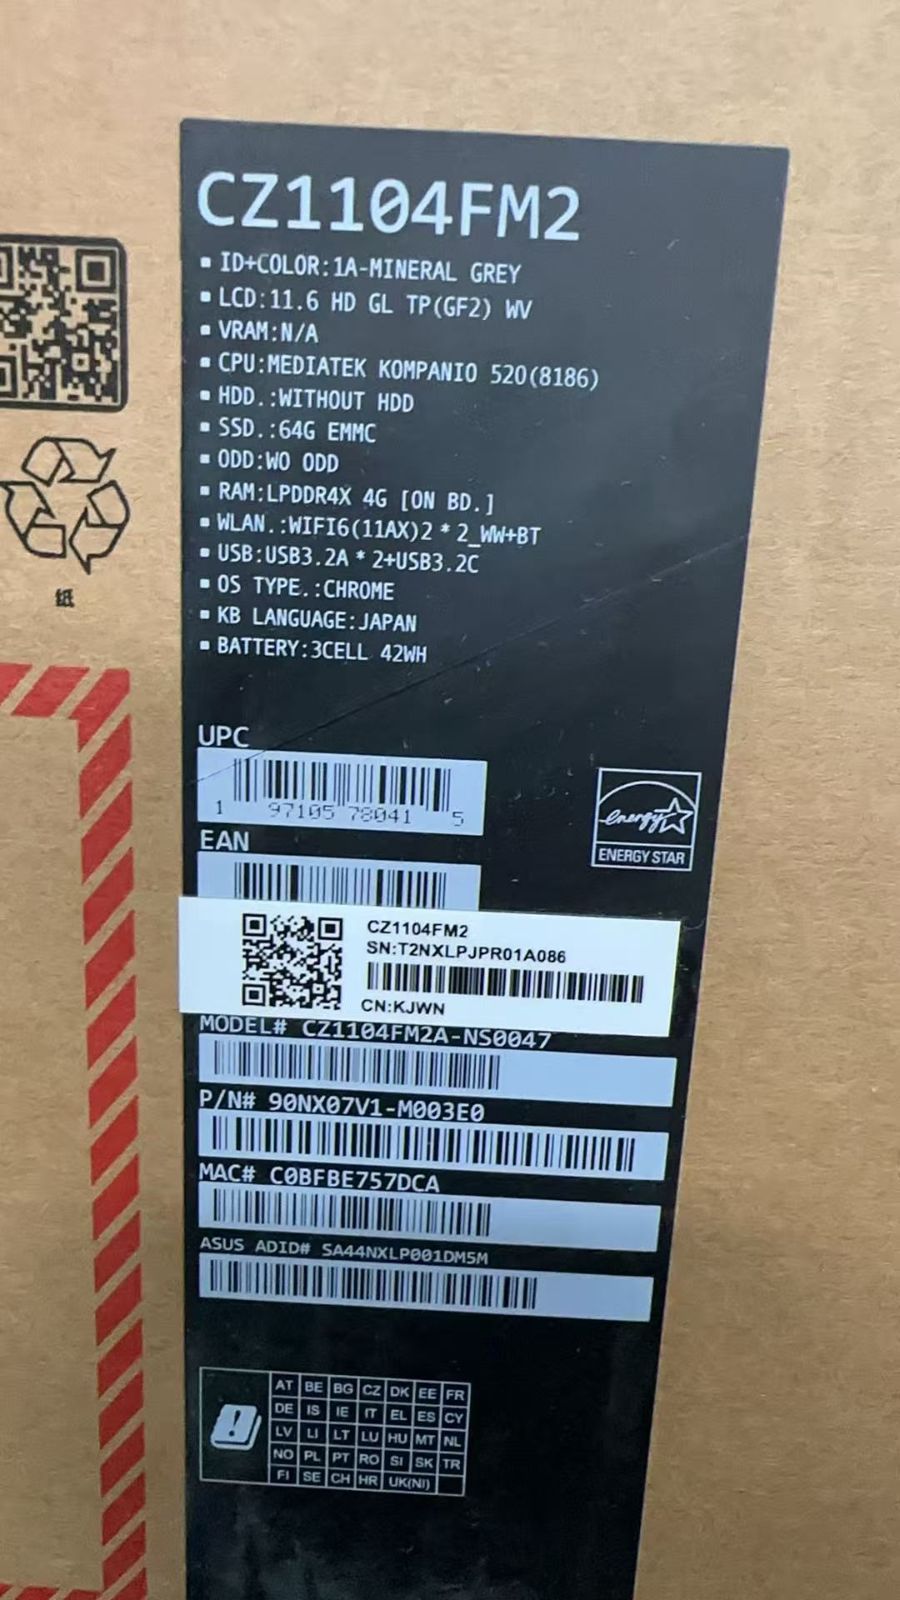 CZ1104FM2
▪ ID+COLOR:1A-MINERAL GREY
▪ LCD:11.6 HD GL TP(GF2) WV
▪ VRAM:N/A
▪ CPU:MEDIATEK KOMPANIO 520(8186)
▪ HDD.:WITHOUT HDD
▪ SSD.:64G EMMC
▪ ODD:WO ODD
▪ RAM:LPDDR4X 4G [ON BD.]
▪ WLAN.:WIFI6(11AX)2*2_WW+BT
▪ USB:USB3.2A*2+USB3.2C
▪ OS TYPE.:CHROME
▪ KB LANGUAGE:JAPAN
▪ BATTERY:3CELL 42WH
紙
UPC
1 97105 78041 5
energy
ENERGY STAR
EAN
CZ1104FM2
SN:T2NXLPJPR01A086
CN:KJWN
MODEL# CZ1104FM2A-NS0047
P/N# 90NX07V1-M003E0
MAC# C0BFBE757DCA
ASUS ADID# SA44NXLP001DM5M
AT BE BG CZ DK EE FR
DE IS IE IT EL ES CY
LV LI LT LU HU MT NL
NO PL PT RO SI SK TR
FI SE CH HR UK(NI)